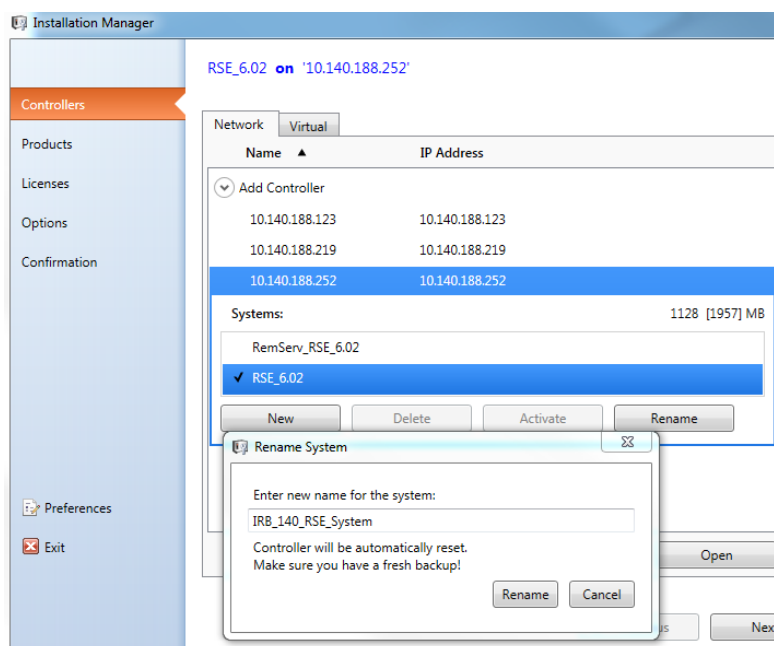 Installation Manager
RSE_6.02 on '10.140.188.252'
Controllers
Products
Licenses
Options
Confirmation
Preferences
Exit
Network Virtual
Name ▲ IP Address
Add Controller
10.140.188.123 10.140.188.123
10.140.188.219 10.140.188.219
10.140.188.252 10.140.188.252
Systems: 1128 [1957] MB
RemServ_RSE_6.02
✔ RSE_6.02
New Delete Activate Rename
Rename System
Enter new name for the system:
IRB_140_RSE_System
Controller will be automatically reset.
Make sure you have a fresh backup!
Rename Cancel
Open